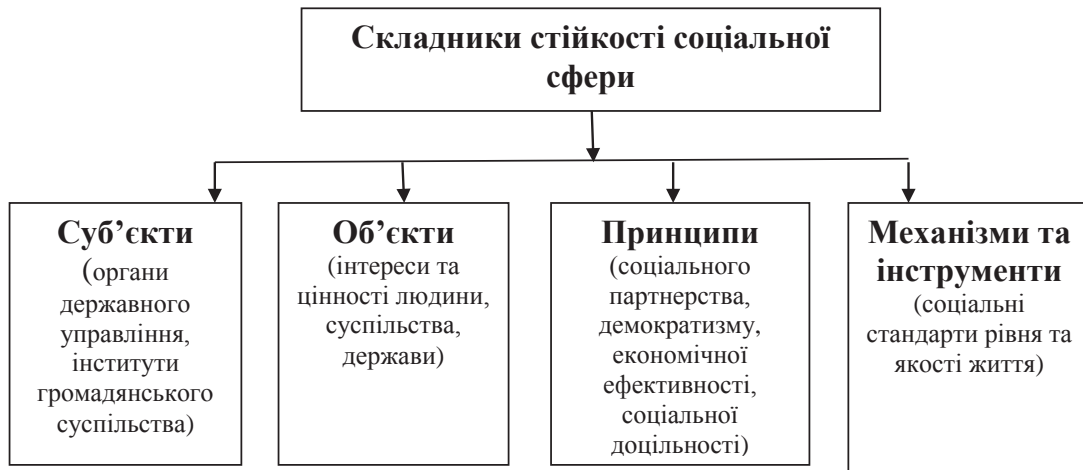 Складники стійкості соціальної
сфери
Суб’єкти
(органи
державного
управління,
інститути
громадянського
суспільства)
Об’єкти
(інтереси та
цінності людини,
суспільства,
держави)
Принципи
(соціального
партнерства,
демократизму,
економічної
ефективності,
соціальної
доцільності)
Механізми та
інструменти
(соціальні
стандарти рівня та
якості життя)